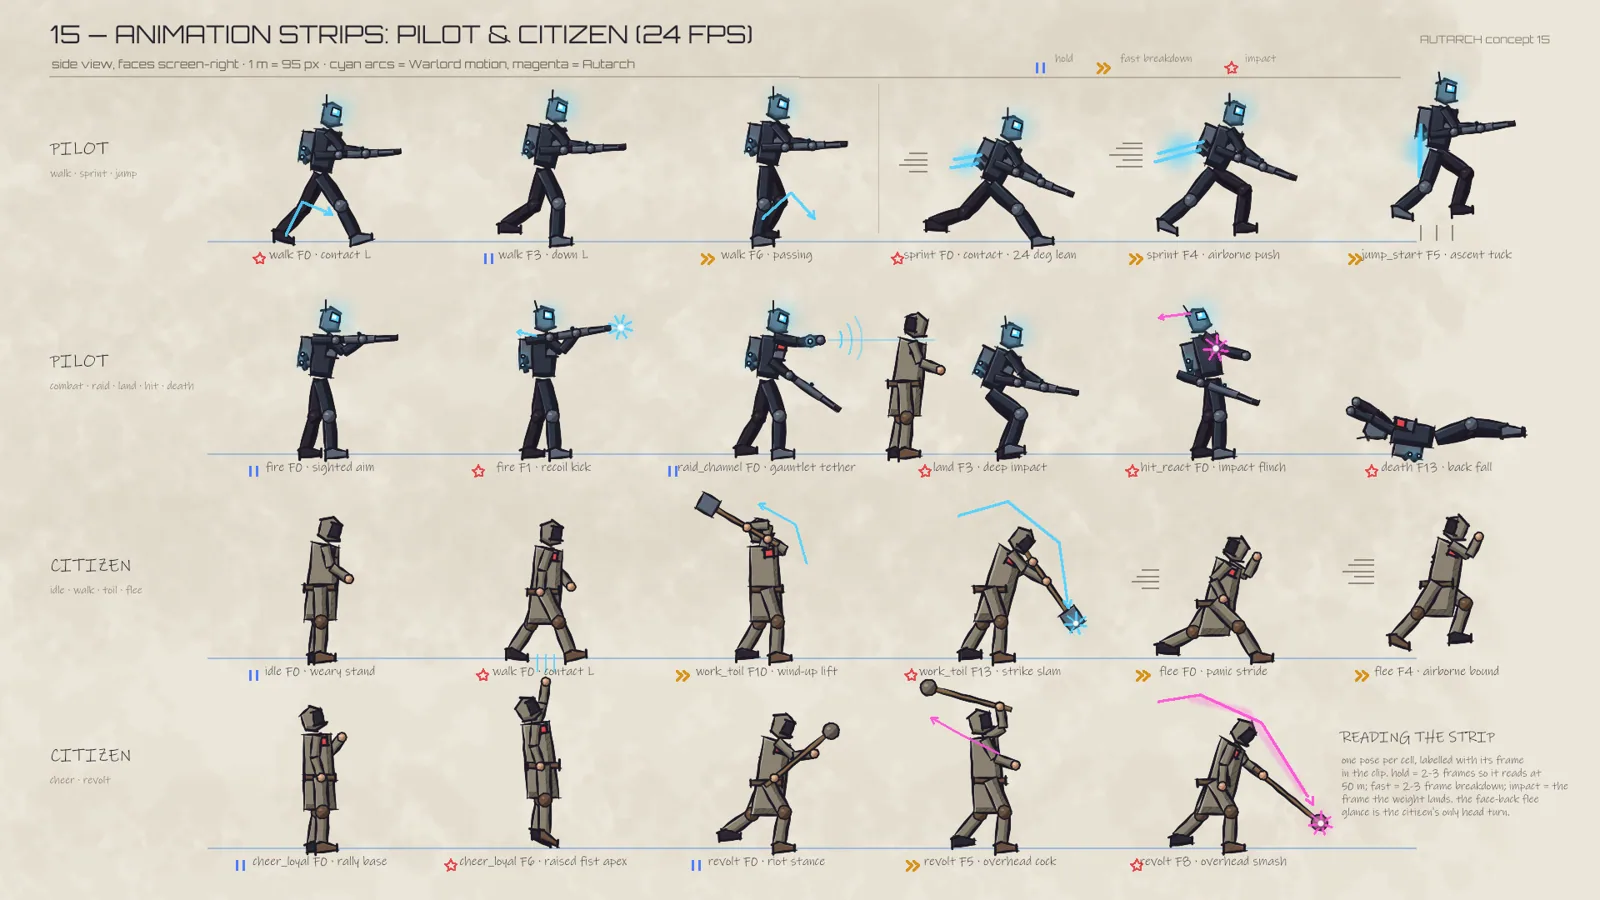 15 — ANIMATION STRIPS: PILOT & CITIZEN (24 FPS)
AUTARCH concept 15
side view, faces screen-right · 1 m = 95 px · cyan arcs = Warlord motion, magenta = Autarch
hold
fast breakdown
impact
PILOT
walk · sprint · jump
walk F0 · contact L
walk F3 · down L
walk F6 · passing
sprint F0 · contact · 24 deg lean
sprint F4 · airborne push
jump_start F5 · ascent tuck
PILOT
combat · raid · land · hit · death
fire F0 · sighted aim
fire F1 · recoil kick
raid_channel F0 · gauntlet tether
land F3 · deep impact
hit_react F0 · impact flinch
death F13 · back fall
CITIZEN
idle · walk · toil · flee
idle F0 · weary stand
walk F0 · contact L
work_toil F10 · wind-up lift
work_toil F13 · strike slam
flee F0 · panic stride
flee F4 · airborne bound
CITIZEN
cheer · revolt
cheer_loyal F0 · rally base
cheer_loyal F6 · raised fist apex
revolt F0 · riot stance
revolt F5 · overhead cock
revolt F8 · overhead smash
READING THE STRIP
one pose per cell, labelled with its frame
in the clip. hold = 2-3 frames so it reads at
50 m; fast = 2-3 frame breakdown; impact = the
frame the weight lands. the face-back flee
glance is the citizen's only head turn.